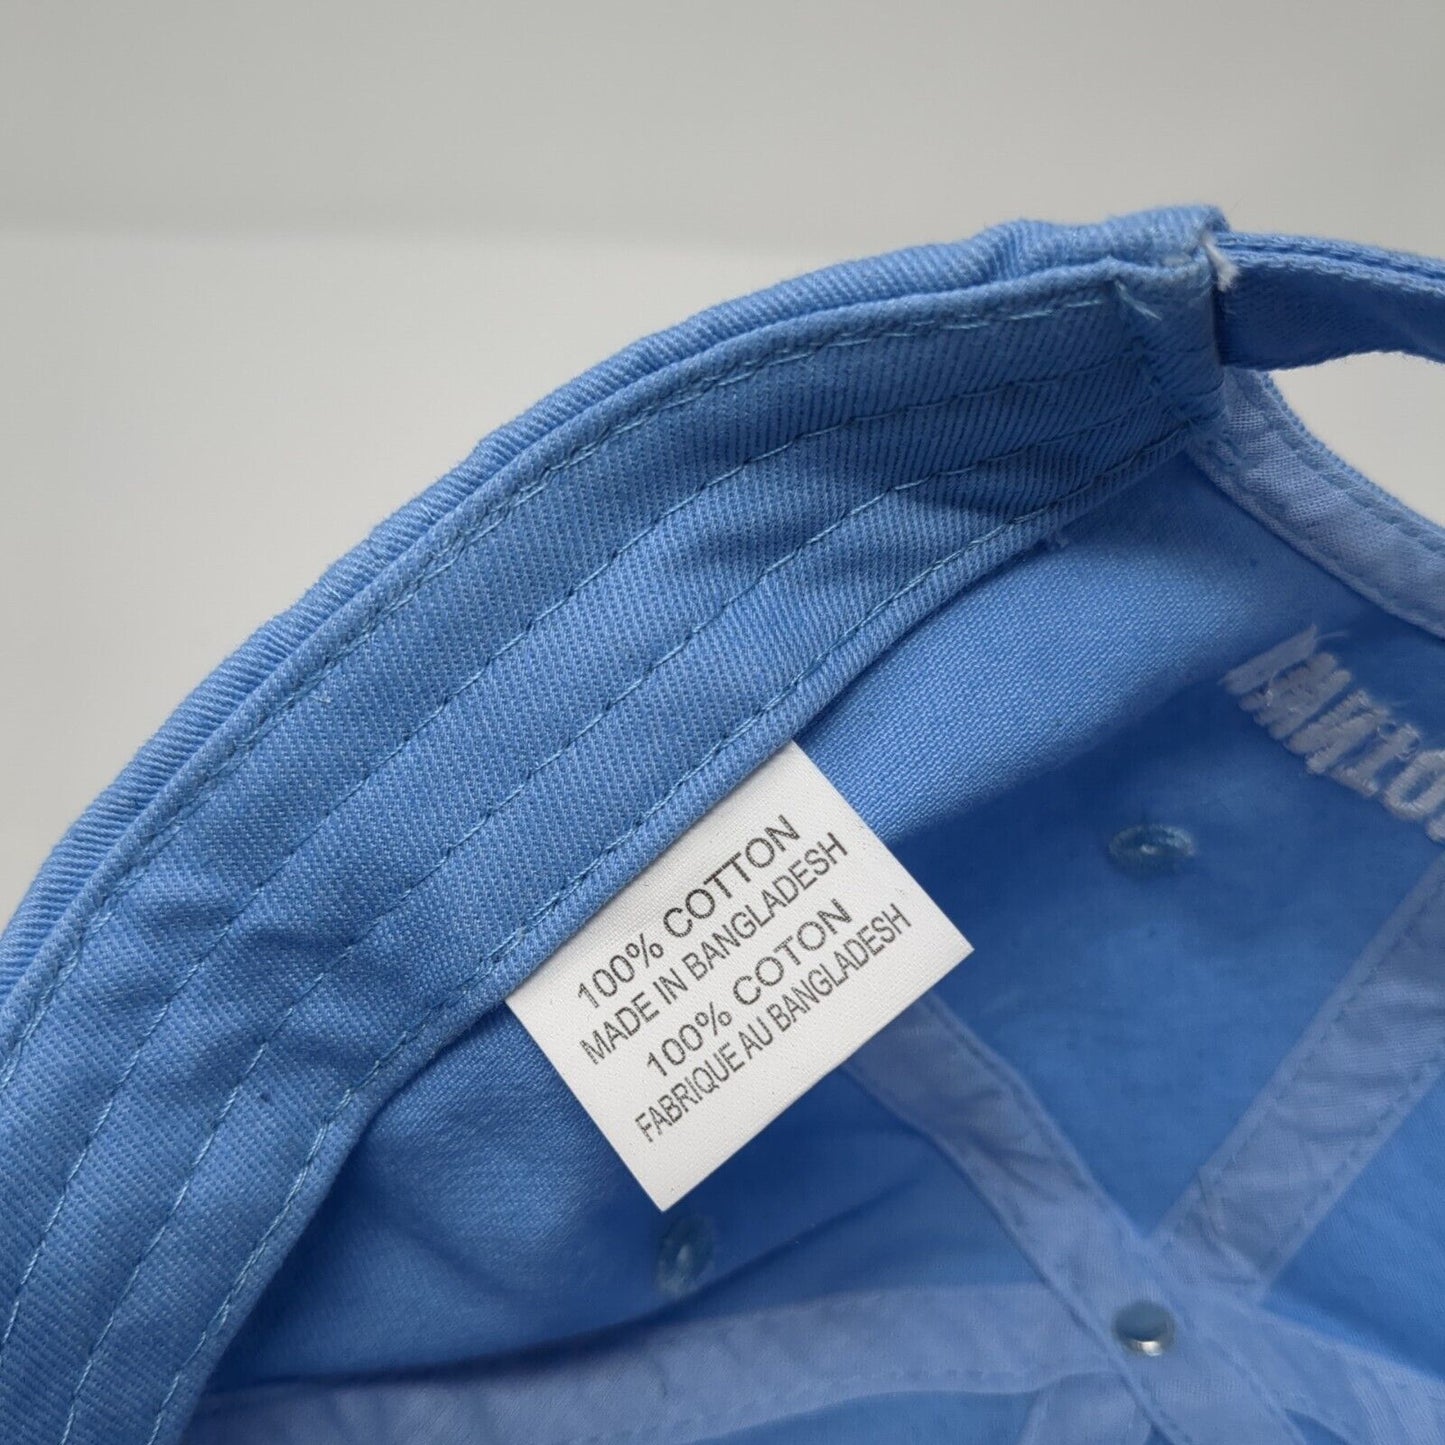 100% COTTON
MADE IN BANGLADESH
100% COTON
FABRIQUE AU BANGLADESH